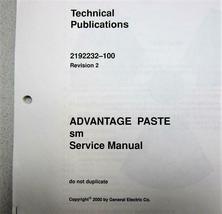 Technical
Publications
2192232–100
Revision 2
ADVANTAGE PASTE
sm
Service Manual
do not duplicate
Copyright© 2000 by General Electric Co.